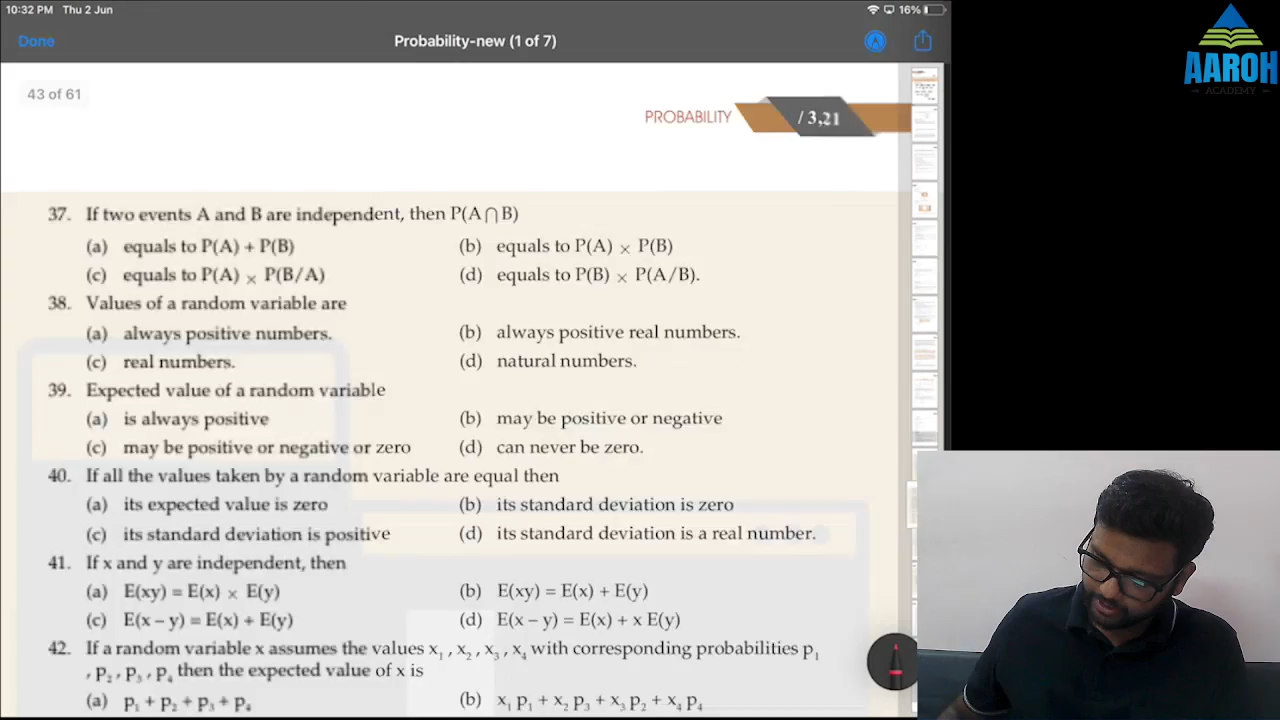 10:32 PM Thu 2 Jun 16%
Done Probability-new (1 of 7)
AAROH
ACADEMY
43 of 61
PROBABILITY / 3.21
37. If two events A and B are independent, then P(A∩B)
(a) equals to P(A) + P(B) (b) equals to P(A) × P(B)
(c) equals to P(A) × P(B/A) (d) equals to P(B) × P(A/B).
38. Values of a random variable are
(a) always positive numbers. (b) always positive real numbers.
(c) real numbers. (d) natural numbers.
39. Expected value of a random variable
(a) is always positive (b) may be positive or negative
(c) may be positive or negative or zero (d) can never be zero.
40. If all the values taken by a random variable are equal then
(a) its expected value is zero (b) its standard deviation is zero
(c) its standard deviation is positive (d) its standard deviation is a real number.
41. If x and y are independent, then
(a) E(xy) = E(x) × E(y) (b) E(xy) = E(x) + E(y)
(c) E(x – y) = E(x) + E(y) (d) E(x – y) = E(x) + x E(y)
42. If a random variable x assumes the values x₁, x₂, x₃, x₄ with corresponding probabilities p₁
, p₂, p₃, p₄ then the expected value of x is
(a) p₁ + p₂ + p₃ + p₄ (b) x₁ p₁ + x₂ p₃ + x₃ p₂ + x₄ p₄